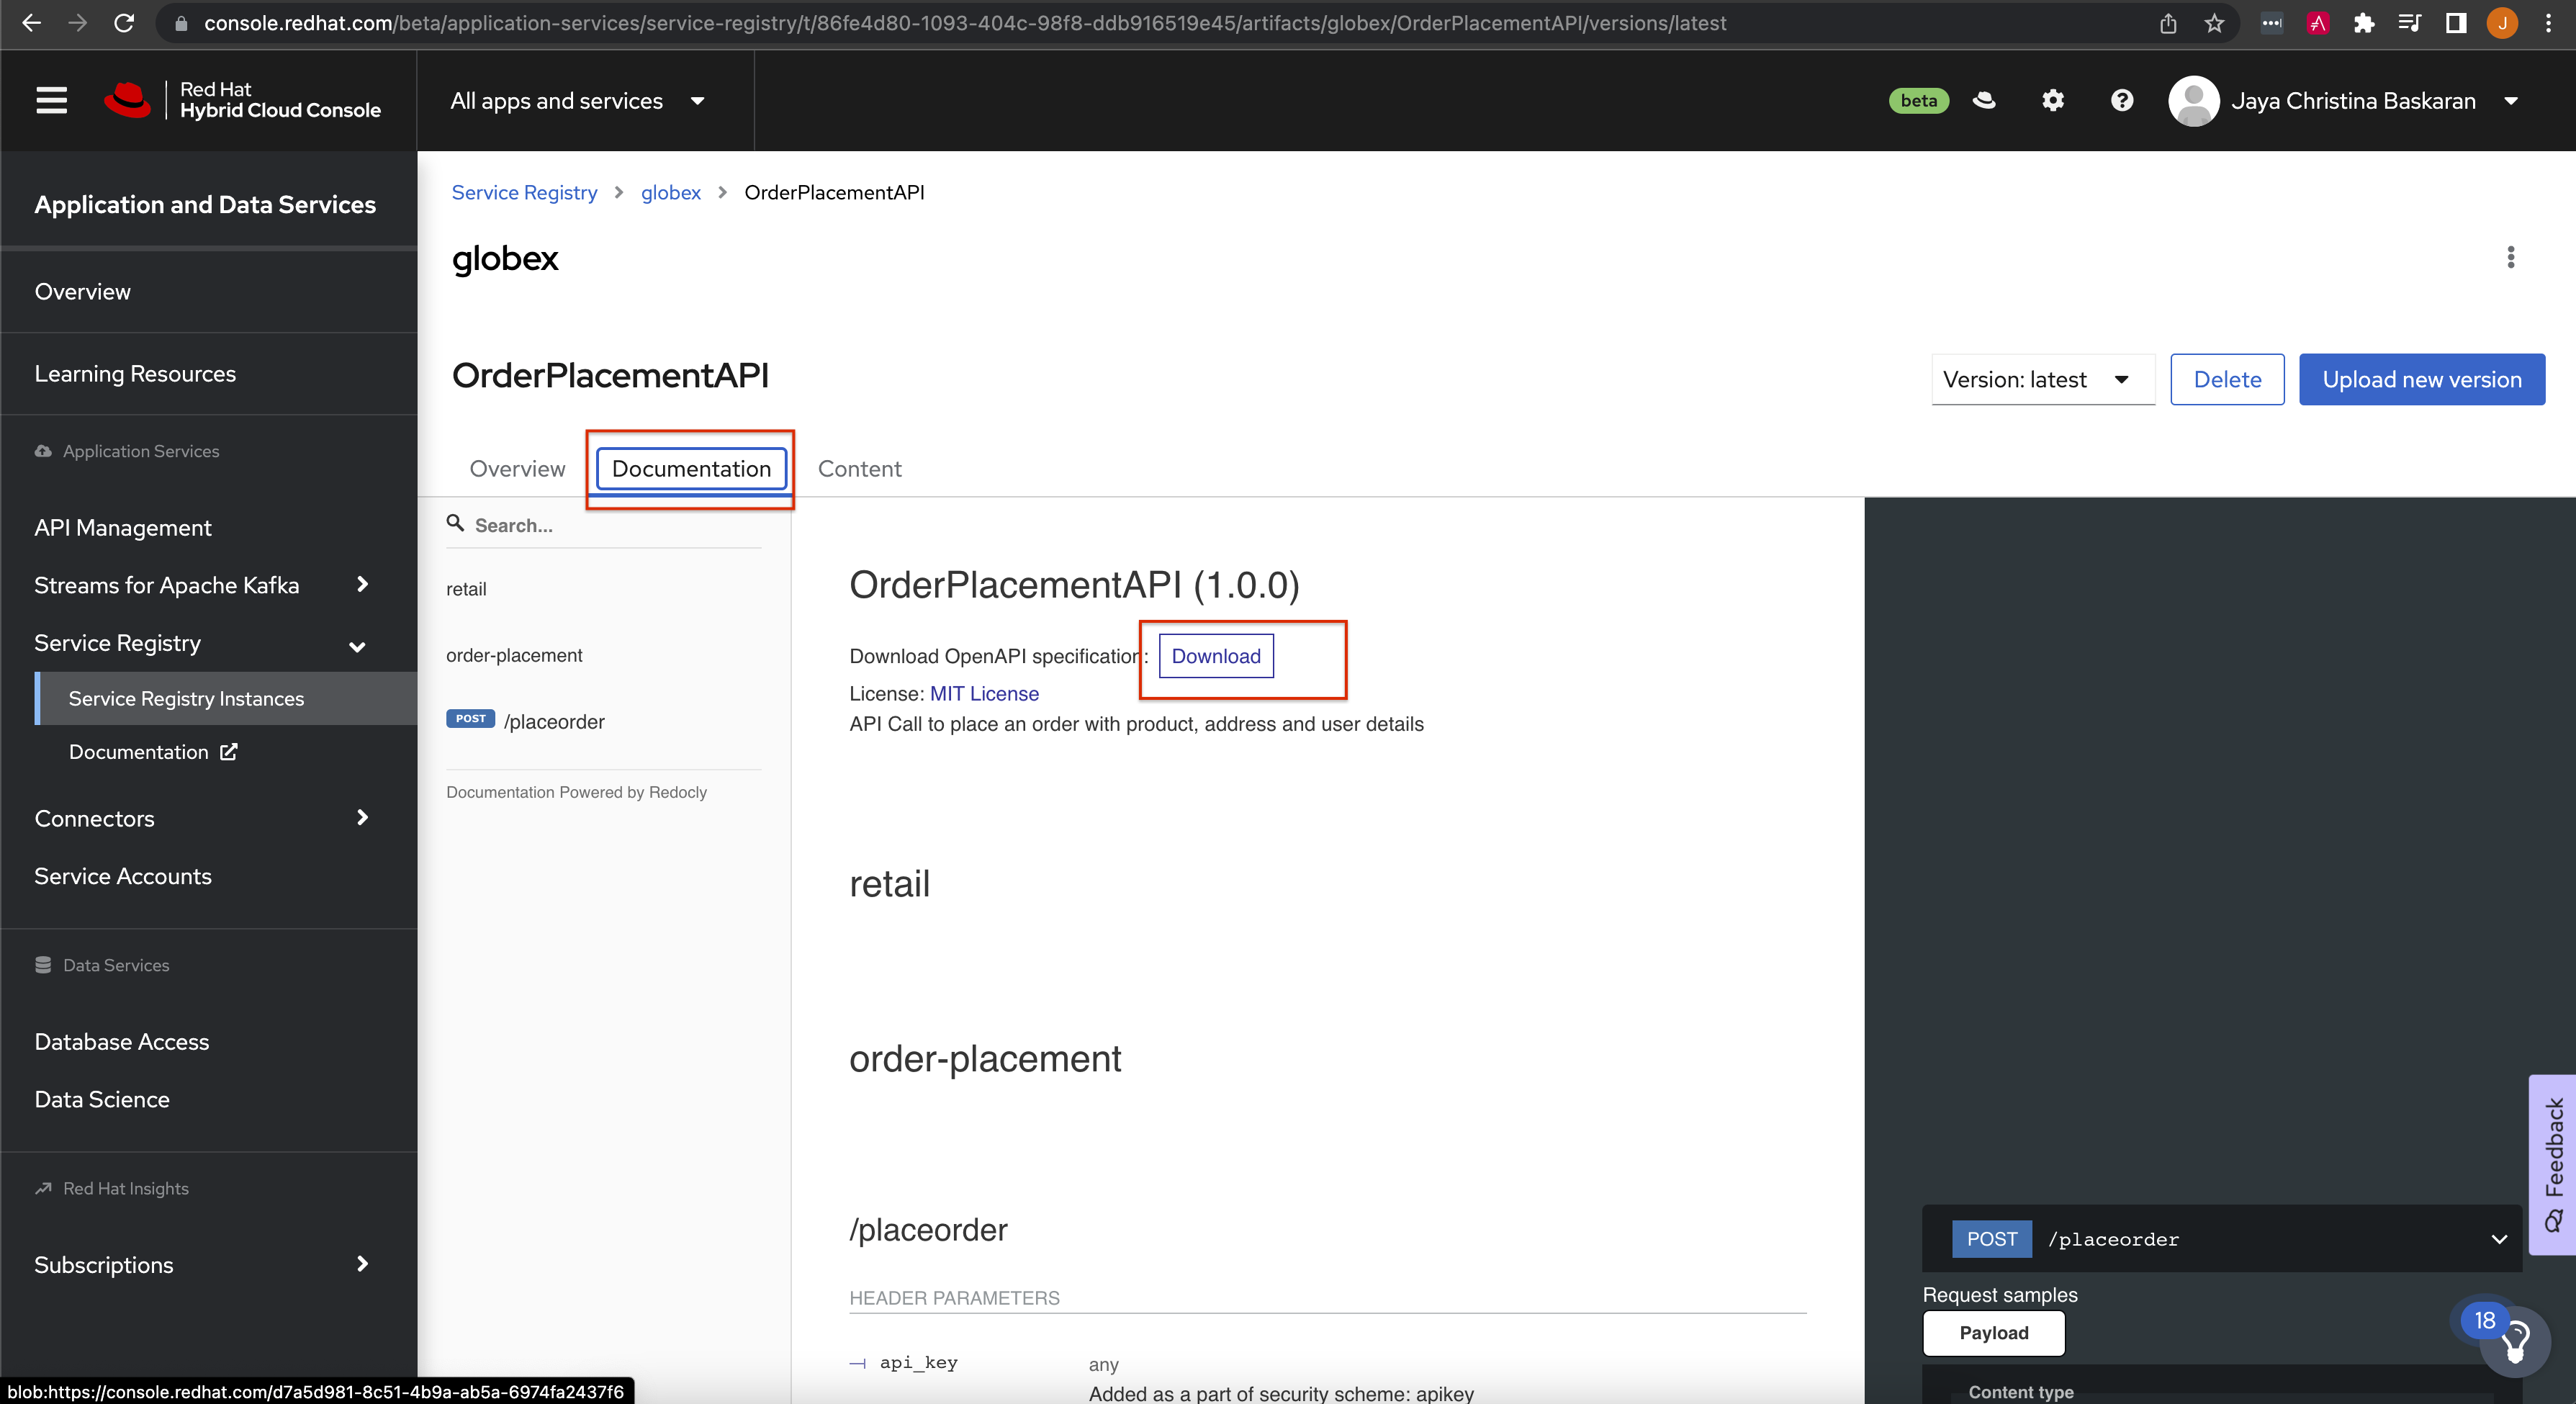 console.redhat.com/beta/application-services/service-registry/t/86fe4d80-1093-404c-98f8-ddb916519e45/artifacts/globex/OrderPlacementAPI/versions/latest
J
Red Hat
Hybrid Cloud Console
All apps and services
beta
Jaya Christina Baskaran
Application and Data Services
Overview
Learning Resources
Application Services
API Management
Streams for Apache Kafka
Service Registry
Service Registry Instances
Documentation
Connectors
Service Accounts
Data Services
Database Access
Data Science
Red Hat Insights
Subscriptions
blob:https://console.redhat.com/d7a5d981-8c51-4b9a-ab5a-6974fa2437f6
Service Registry > globex > OrderPlacementAPI
globex
OrderPlacementAPI
Version: latest
Delete
Upload new version
Overview
Documentation
Content
Search...
retail
order-placement
POST /placeorder
Documentation Powered by Redocly
OrderPlacementAPI (1.0.0)
Download OpenAPI specification: Download
License: MIT License
API Call to place an order with product, address and user details
retail
order-placement
/placeorder
HEADER PARAMETERS
api_key any
Added as a part of security scheme: apikey
POST /placeorder
Request samples
Payload
Content type
Feedback
18